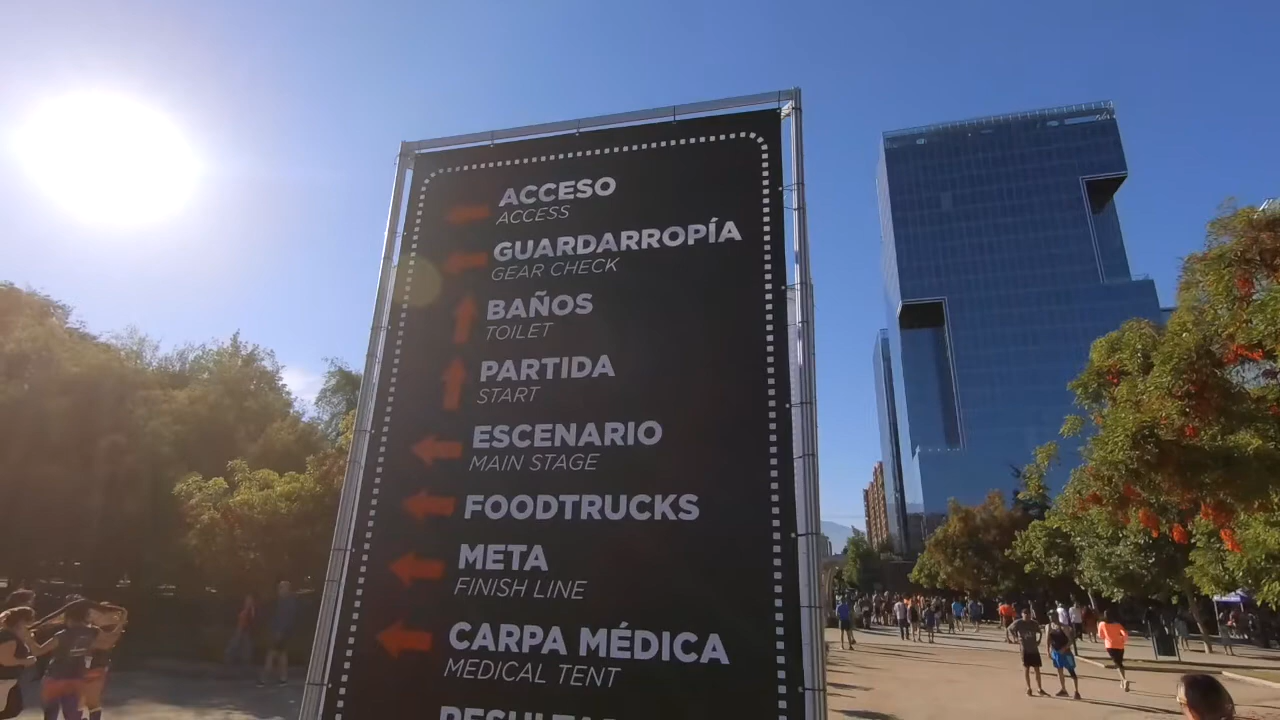 ACCESO
ACCESS
GUARDARROPÍA
GEAR CHECK
BAÑOS
TOILET
PARTIDA
START
ESCENARIO
MAIN STAGE
FOODTRUCKS
META
FINISH LINE
CARPA MÉDICA
MEDICAL TENT